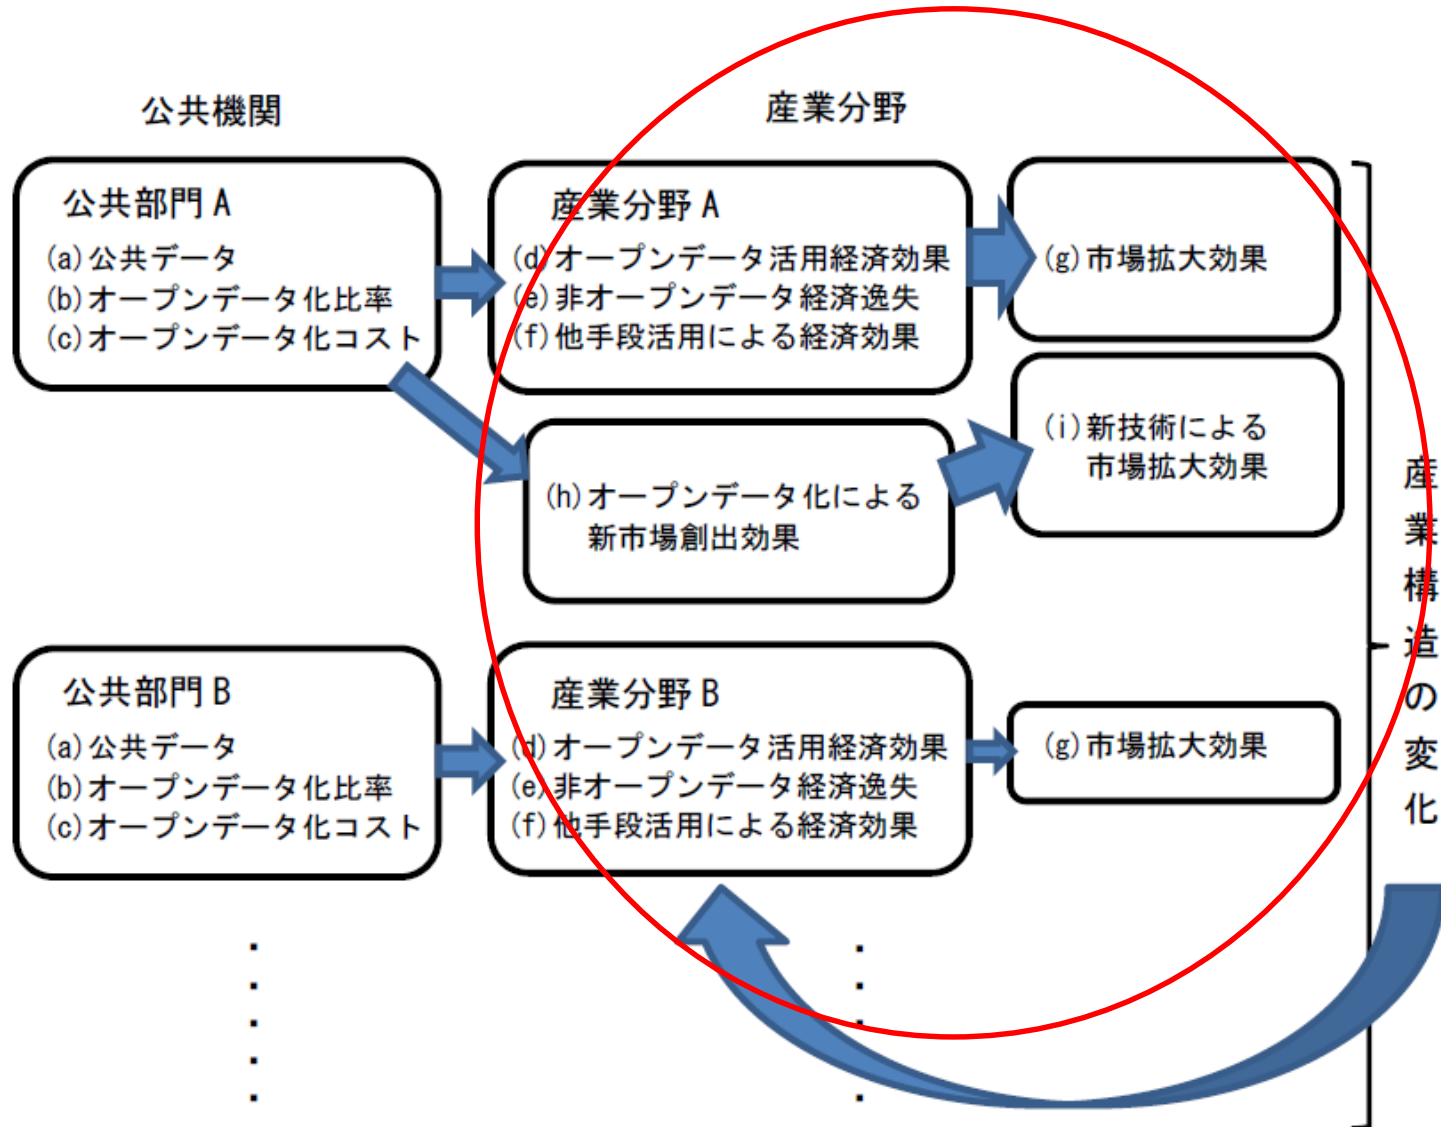 公共機関
産業分野
公共部門 A
(a)公共データ
(b)オープンデータ化比率
(c)オープンデータ化コスト
産業分野 A
(d)オープンデータ活用経済効果
(e)非オープンデータ経済逸失
(f)他手段活用による経済効果
(g)市場拡大効果
(h)オープンデータ化による
新市場創出効果
(i)新技術による
市場拡大効果
公共部門 B
(a)公共データ
(b)オープンデータ化比率
(c)オープンデータ化コスト
産業分野 B
(d)オープンデータ活用経済効果
(e)非オープンデータ経済逸失
(f)他手段活用による経済効果
(g)市場拡大効果
産業構造の変化